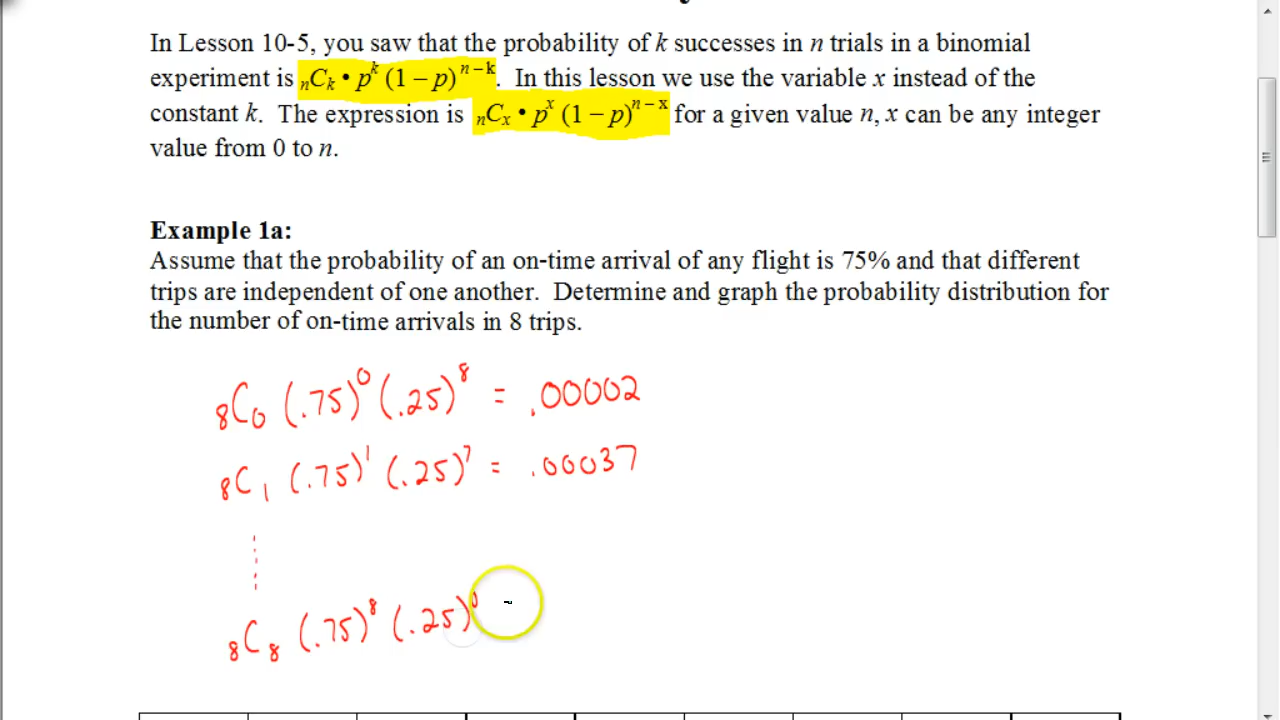 In Lesson 10-5, you saw that the probability of k successes in n trials in a binomial
experiment is ₙCₖ • pᵏ (1 – p)ⁿ⁻ᵏ. In this lesson we use the variable x instead of the
constant k. The expression is ₙCₓ • pˣ (1 – p)ⁿ⁻ˣ for a given value n, x can be any integer
value from 0 to n.
Example 1a:
Assume that the probability of an on-time arrival of any flight is 75% and that different
trips are independent of one another. Determine and graph the probability distribution for
the number of on-time arrivals in 8 trips.
₈C₀ (.75)⁰ (.25)⁸ = .00002
₈C₁ (.75)¹ (.25)⁷ = .00037
₈C₈ (.75)⁸ (.25)⁰ -